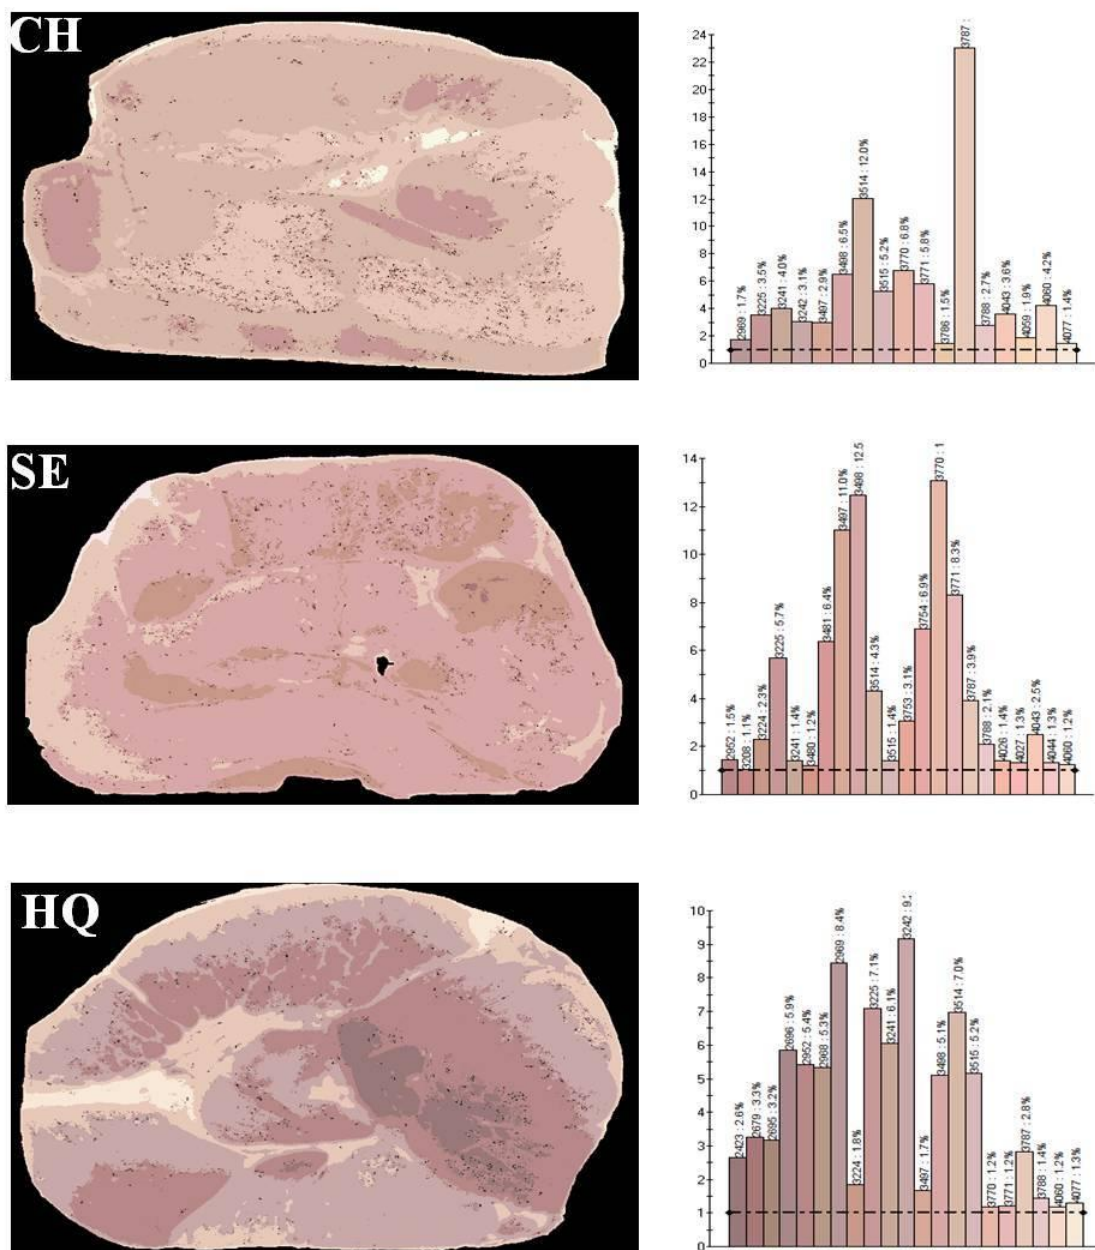 CH
24
22
20
18
16
14
12
10
8
6
4
2
0
2969 : 1.7%
3225 : 3.5%
3241 : 4.0%
3242 : 3.1%
3497 : 2.9%
3498 : 6.5%
3514 : 12.0%
3515 : 5.2%
3770 : 6.8%
3771 : 5.8%
3786 : 1.5%
3787 :
3788 : 2.7%
4043 : 3.6%
4059 : 1.9%
4060 : 4.2%
4077 : 1.4%
SE
14
12
10
8
6
4
2
0
2952 : 1.5%
3208 : 1.1%
3224 : 2.3%
3225 : 5.7%
3241 : 1.4%
3480 : 1.2%
3481 : 6.4%
3497 : 11.0%
3498 : 12.5
3514 : 4.3%
3515 : 1.4%
3753 : 3.1%
3754 : 6.9%
3770 : 1
3771 : 8.3%
3787 : 3.9%
3788 : 2.1%
4026 : 1.4%
4027 : 1.3%
4043 : 2.5%
4044 : 1.3%
4060 : 1.2%
HQ
10
9
8
7
6
5
4
3
2
1
0
2423 : 2.6%
2679 : 3.3%
2695 : 3.2%
2696 : 5.9%
2952 : 5.4%
2968 : 5.3%
2969 : 8.4%
3224 : 1.8%
3225 : 7.1%
3241 : 6.1%
3242 : 9.
3497 : 1.7%
3498 : 5.1%
3514 : 7.0%
3515 : 5.2%
3770 : 1.2%
3771 : 1.2%
3787 : 2.8%
3788 : 1.4%
4060 : 1.2%
4077 : 1.3%